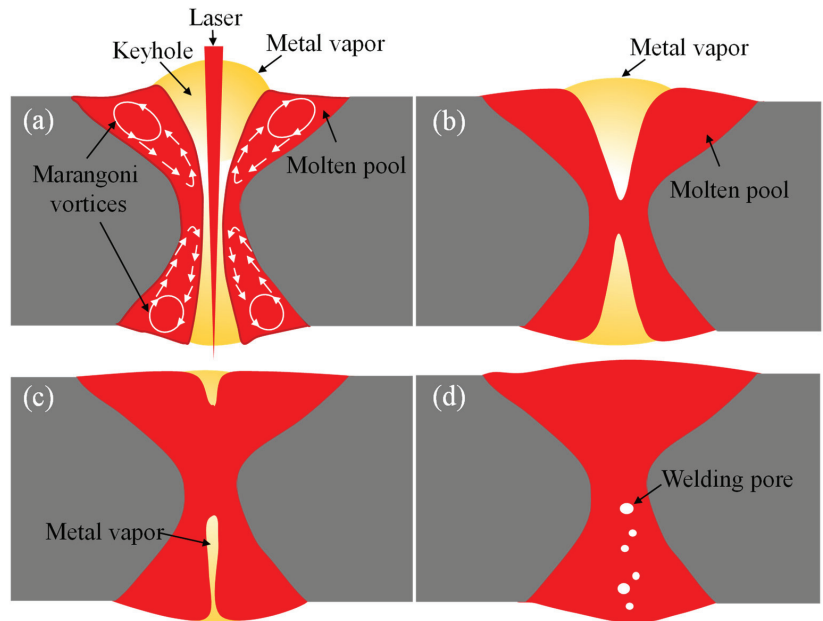 Laser
Keyhole
Metal vapor
(a)
Marangoni
vortices
Molten pool
Metal vapor
(b)
Molten pool
(c)
Metal vapor
(d)
Welding pore